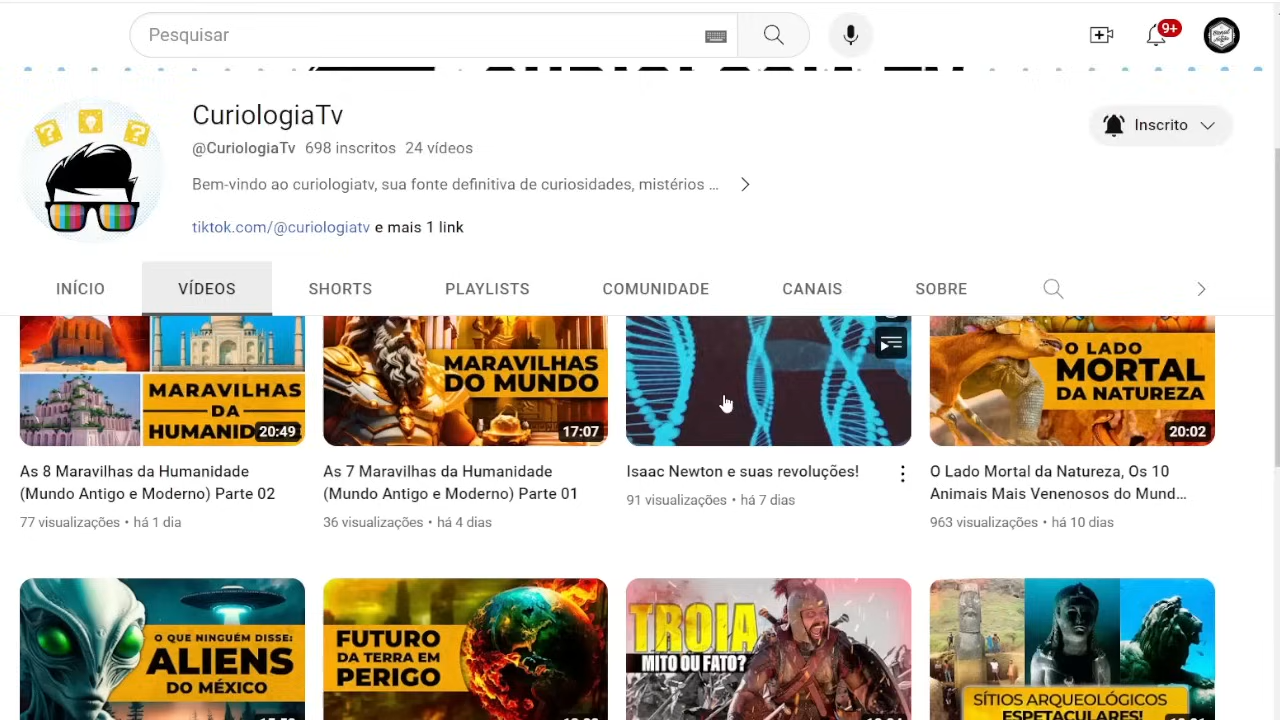 Pesquisar
9+
CURIOLOGIA TV
CuriologiaTv
@CuriologiaTv 698 inscritos 24 vídeos
Inscrito
Bem-vindo ao curiologiatv, sua fonte definitiva de curiosidades, mistérios ...
tiktok.com/@curiologiatv e mais 1 link
INÍCIO VÍDEOS SHORTS PLAYLISTS COMUNIDADE CANAIS SOBRE
MARAVILHAS
DA
HUMANID
20:49
MARAVILHAS
DO MUNDO
17:07
O LADO
MORTAL
DA NATUREZA
20:02
As 8 Maravilhas da Humanidade
(Mundo Antigo e Moderno) Parte 02
77 visualizações • há 1 dia
As 7 Maravilhas da Humanidade
(Mundo Antigo e Moderno) Parte 01
36 visualizações • há 4 dias
Isaac Newton e suas revoluções!
91 visualizações • há 7 dias
O Lado Mortal da Natureza, Os 10
Animais Mais Venenosos do Mund...
963 visualizações • há 10 dias
O QUE NINGUÉM DISSE:
ALIENS
DO MÉXICO
FUTURO
DA TERRA EM
PERIGO
TROIA
MITO OU FATO?
SÍTIOS ARQUEOLÓGICOS
ESPETACULARES!